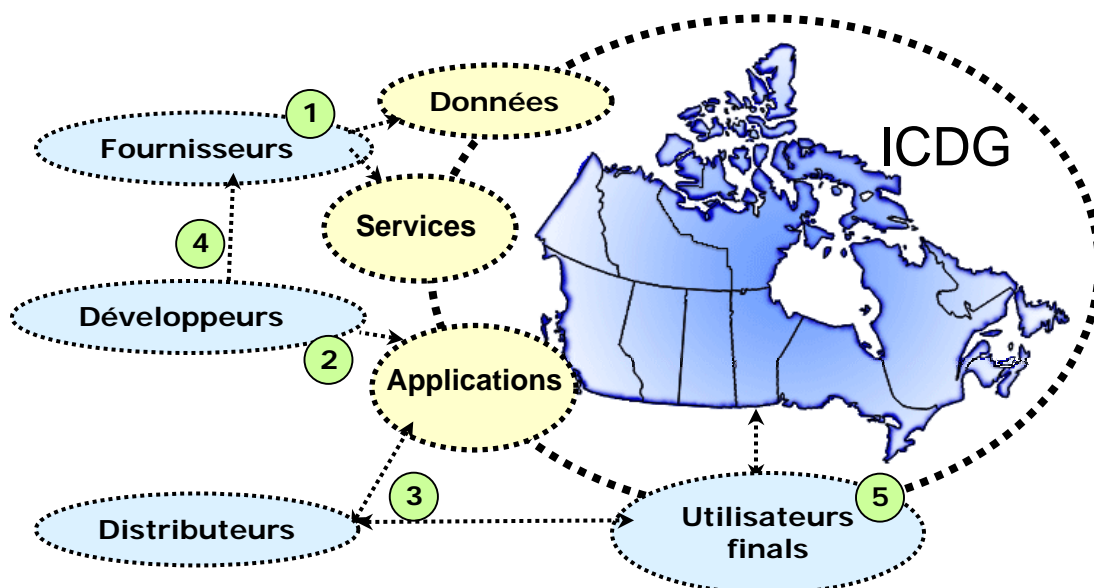 Données
1
Fournisseurs
ICDG
Services
4
Développeurs
2
Applications
3
5
Distributeurs
Utilisateurs
finals